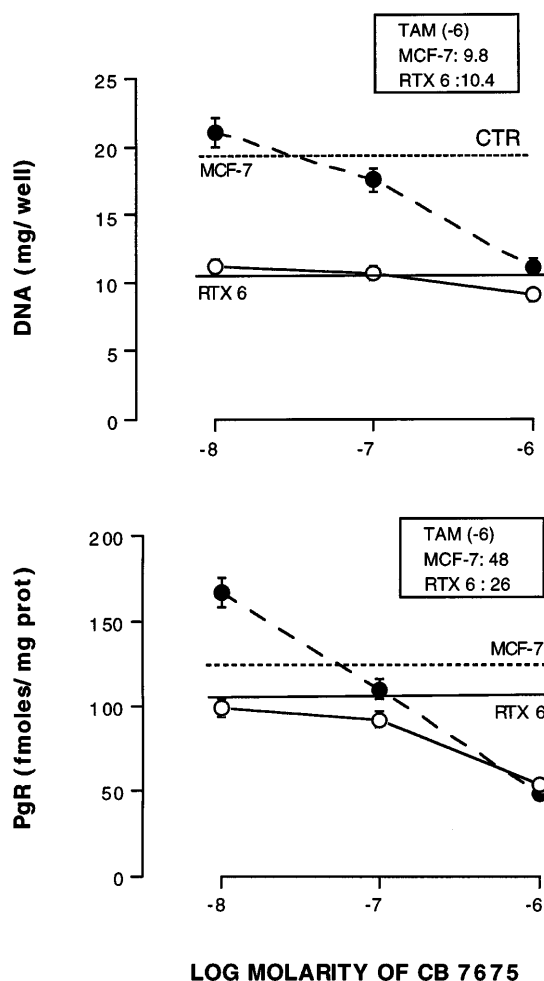 TAM (-6)
MCF-7: 9.8
RTX 6 :10.4
25
20
15
10
5
0
DNA (mg/ well)
CTR
MCF-7
RTX 6
-8
-7
-6
TAM (-6)
MCF-7: 48
RTX 6 : 26
200
150
100
50
0
PgR (fmoles/ mg prot)
MCF-7
RTX 6
-8
-7
-6
LOG MOLARITY OF CB 7675